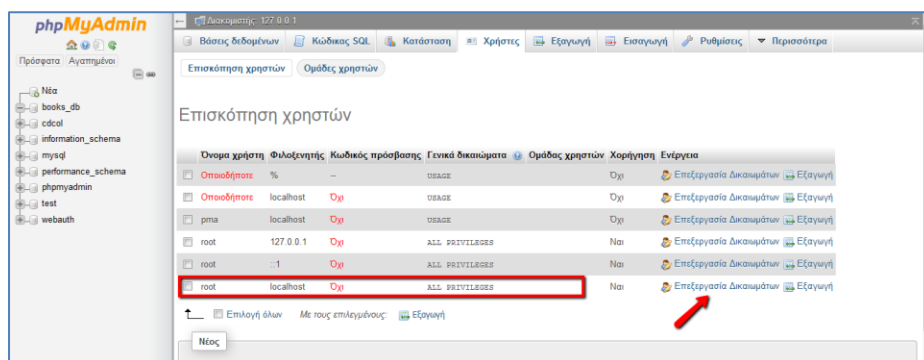 phpMyAdmin
Πρόσφατα Αγαπημένοι
Νέα
books_db
cdcol
information_schema
mysql
performance_schema
phpmyadmin
test
webauth
Διακομιστής: 127.0.0.1
Βάσεις δεδομένων Κώδικας SQL Κατάσταση Χρήστες Εξαγωγή Εισαγωγή Ρυθμίσεις Περισσότερα
Επισκόπηση χρηστών Ομάδες χρηστών
Επισκόπηση χρηστών
Όνομα χρήστη Φιλοξενητής Κωδικός πρόσβασης Γενικά δικαιώματα Ομάδας χρηστών Χορήγηση Ενέργεια
Οποιοδήποτε % -- USAGE Όχι Επεξεργασία Δικαιωμάτων Εξαγωγή
Οποιοδήποτε localhost Όχι USAGE Όχι Επεξεργασία Δικαιωμάτων Εξαγωγή
pma localhost Όχι USAGE Όχι Επεξεργασία Δικαιωμάτων Εξαγωγή
root 127.0.0.1 Όχι ALL PRIVILEGES Ναι Επεξεργασία Δικαιωμάτων Εξαγωγή
root ::1 Όχι ALL PRIVILEGES Ναι Επεξεργασία Δικαιωμάτων Εξαγωγή
root localhost Όχι ALL PRIVILEGES Ναι Επεξεργασία Δικαιωμάτων Εξαγωγή
Επιλογή όλων Με τους επιλεγμένους: Εξαγωγή
Νέος